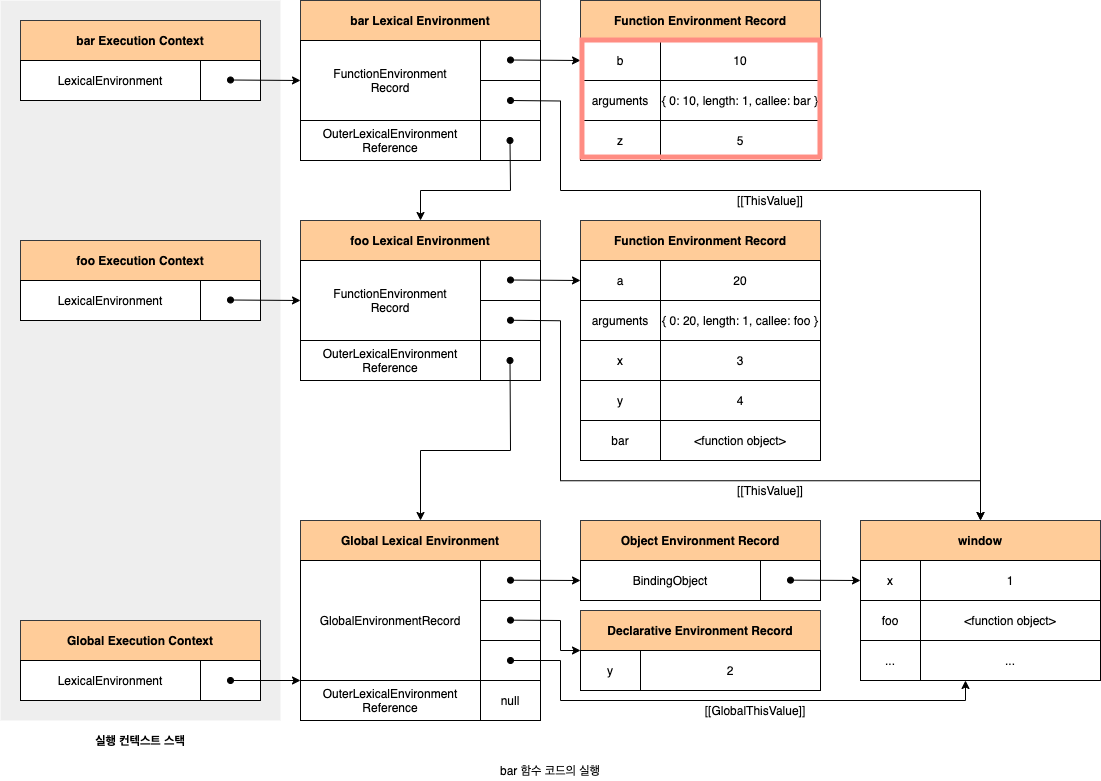 bar Execution Context
LexicalEnvironment
bar Lexical Environment
FunctionEnvironment
Record
OuterLexicalEnvironment
Reference
Function Environment Record
b 10
arguments { 0: 10, length: 1, callee: bar }
z 5
[[ThisValue]]
foo Execution Context
LexicalEnvironment
foo Lexical Environment
FunctionEnvironment
Record
OuterLexicalEnvironment
Reference
Function Environment Record
a 20
arguments { 0: 20, length: 1, callee: foo }
x 3
y 4
bar <function object>
[[ThisValue]]
Global Execution Context
LexicalEnvironment
Global Lexical Environment
GlobalEnvironmentRecord
OuterLexicalEnvironment
Reference
null
Object Environment Record
BindingObject
Declarative Environment Record
y 2
window
x 1
foo <function object>
... ...
[[GlobalThisValue]]
실행 컨텍스트 스택
bar 함수 코드의 실행